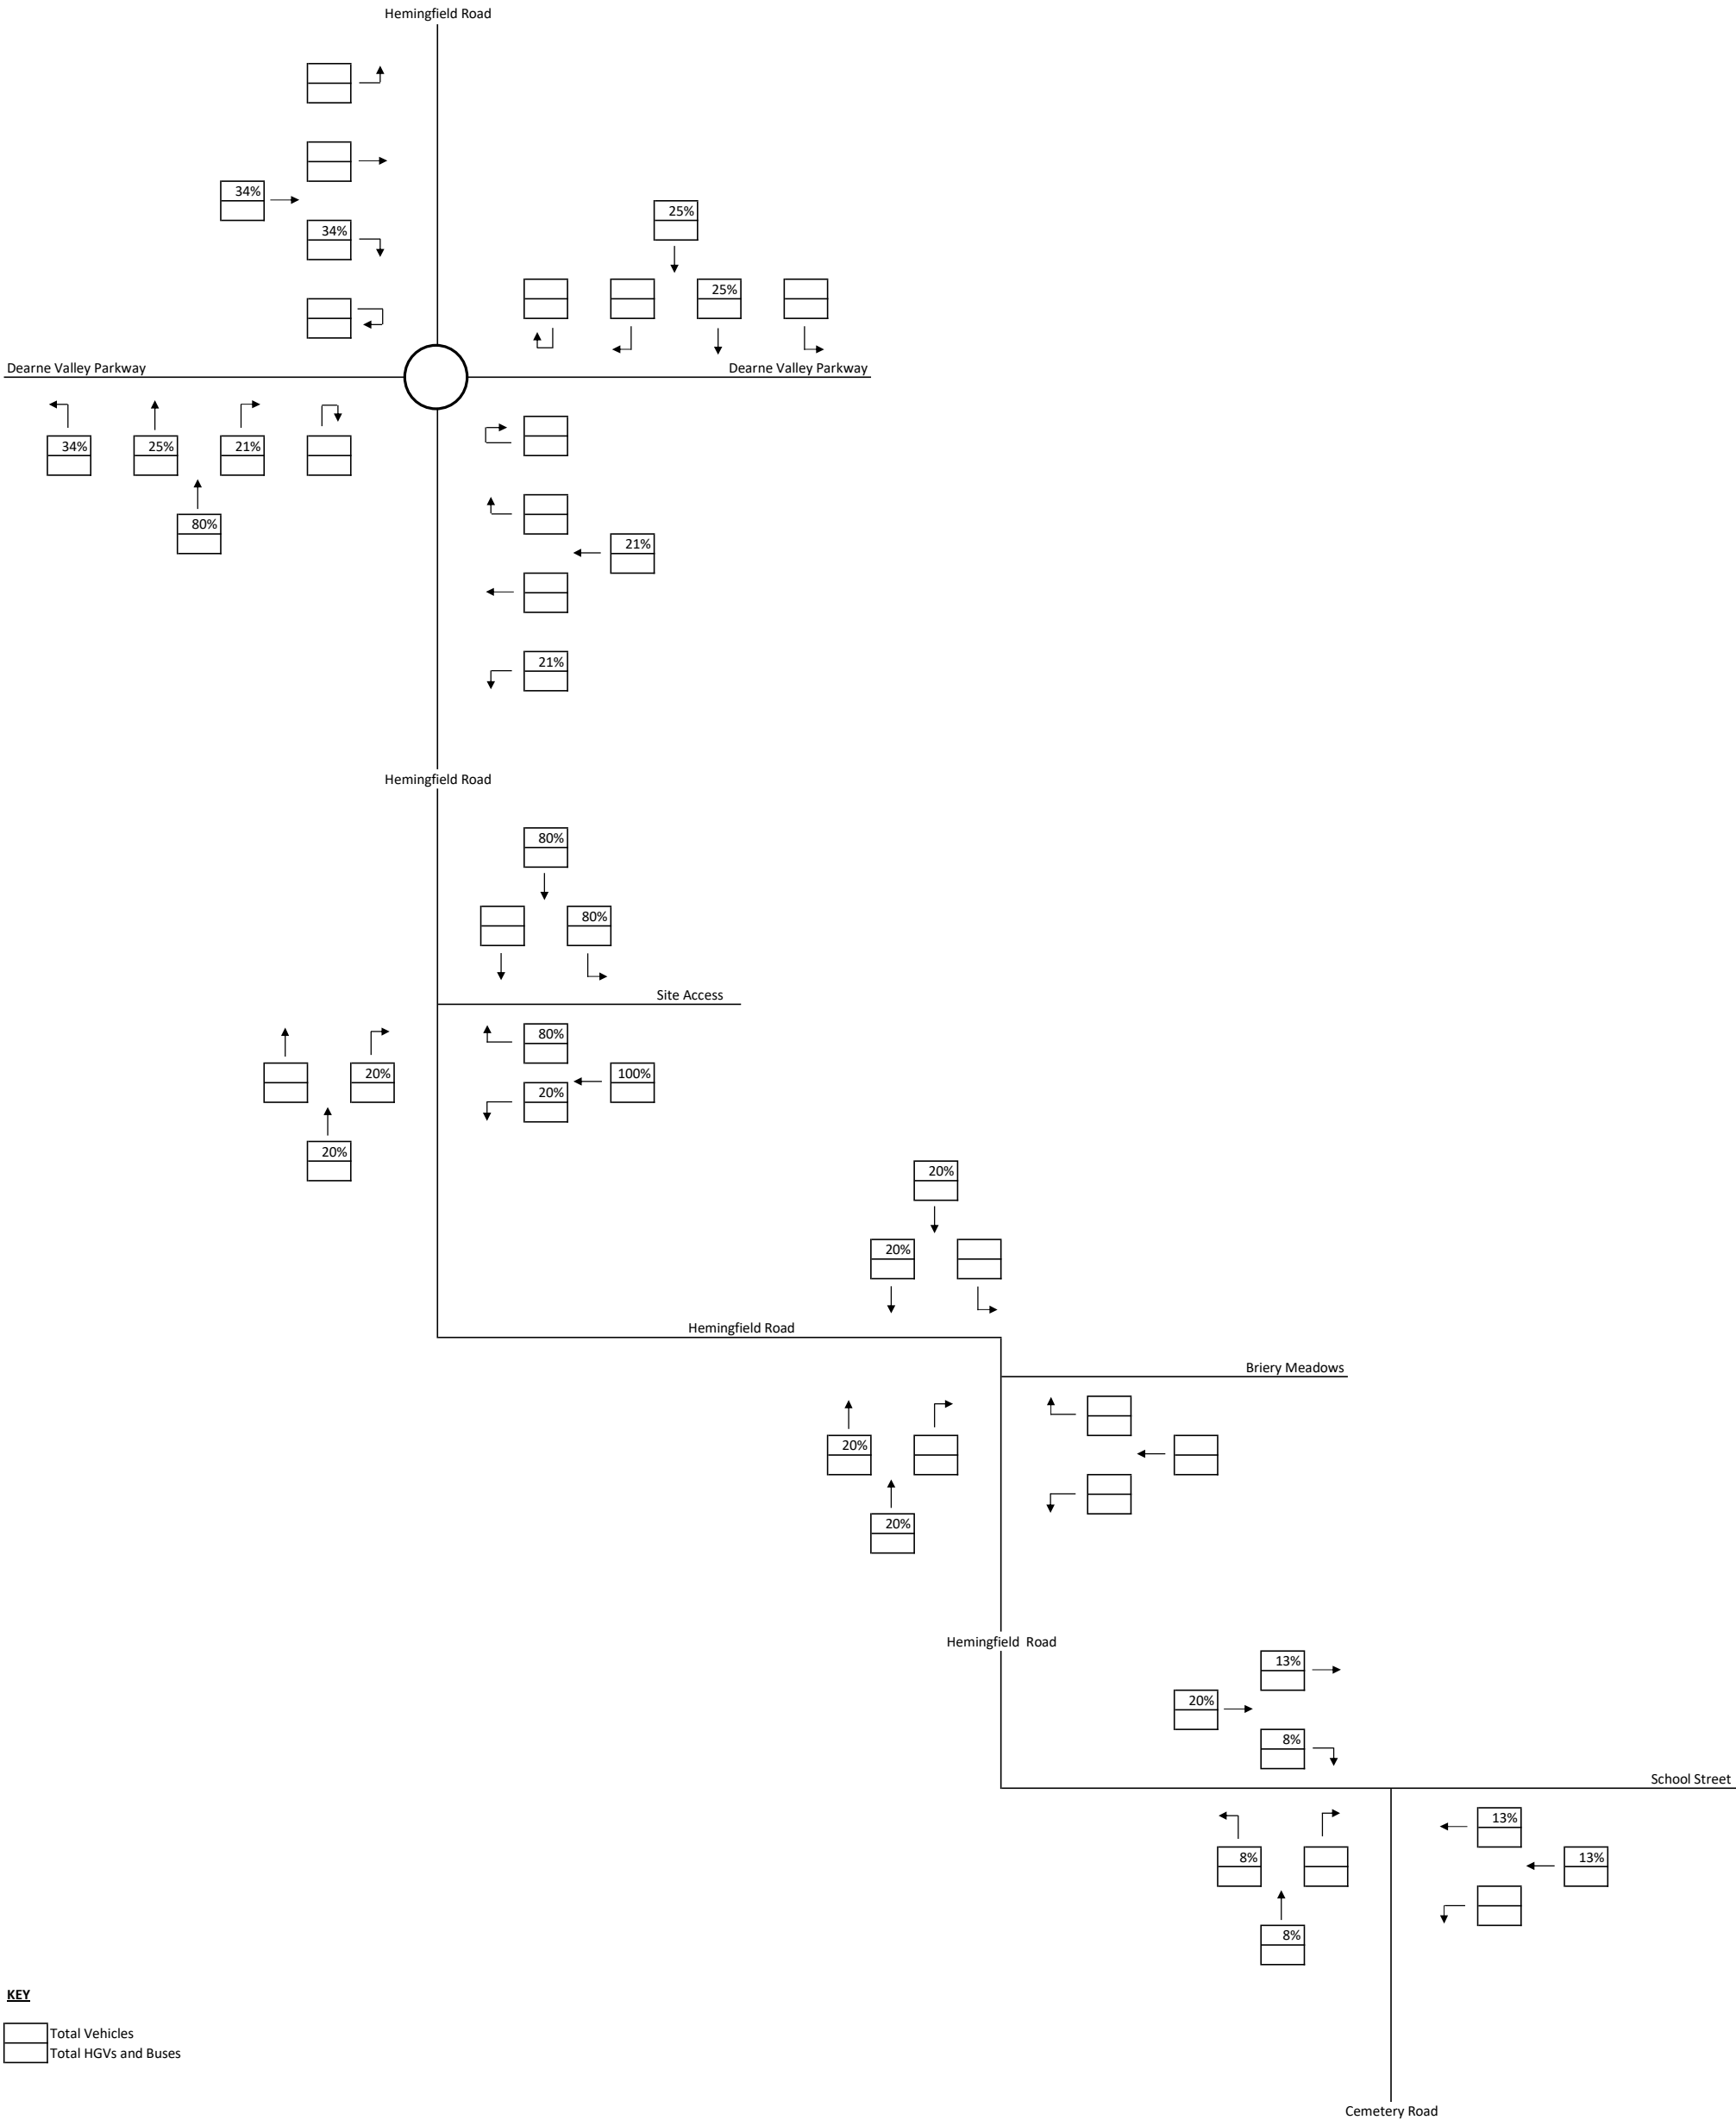 Hemingfield Road
34%
25%
34%
25%
Dearne Valley Parkway
Dearne Valley Parkway
34%
25%
21%
80%
21%
21%
Hemingfield Road
80%
80%
Site Access
80%
20%
100%
20%
20%
20%
20%
Hemingfield Road
Briery Meadows
20%
20%
Hemingfield Road
13%
20%
8%
School Street
13%
8%
13%
8%
KEY
Total Vehicles
Total HGVs and Buses
Cemetery Road